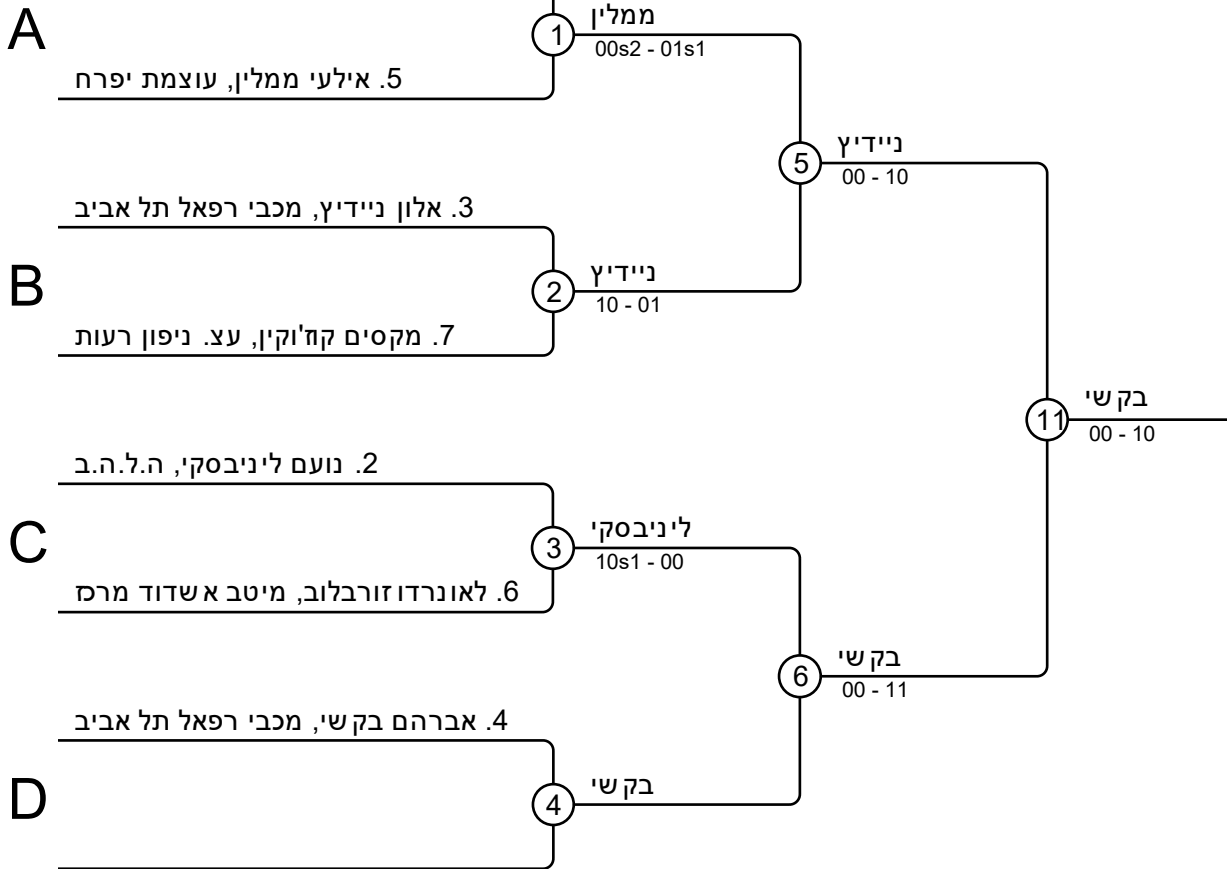 A
1
ממלין
00s2 - 01s1
5. אילעי ממלין, עוצמת יפרח
5
ניידיץ
00 - 10
3. אלון ניידיץ, מכבי רפאל תל אביב
B
2
ניידיץ
10 - 01
7. מקסים קוז'וקין, עצ. ניפון רעות
11
בקשי
00 - 10
2. נועם ליניבסקי, ה.ל.ה.ב
C
3
ליניבסקי
10s1 - 00
6. לאונרדו זורבלוב, מיטב אשדוד מרכז
6
בקשי
00 - 11
4. אברהם בקשי, מכבי רפאל תל אביב
D
4
בקשי